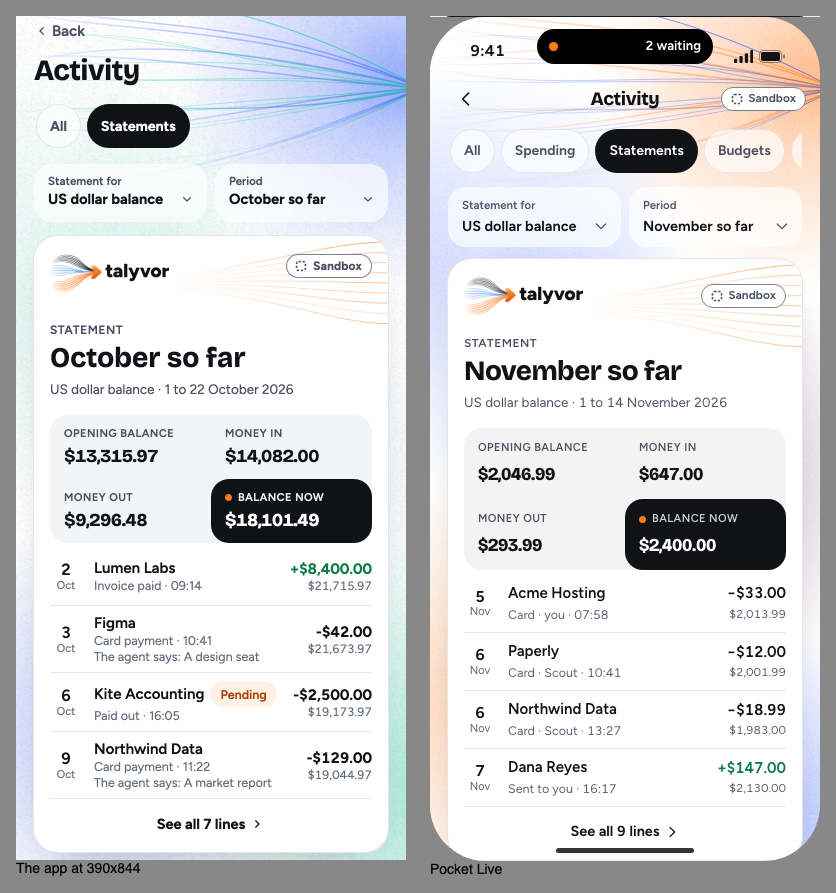 Back
Activity
All
Statements
Statement for
US dollar balance
Period
October so far
talyvor
Sandbox
STATEMENT
October so far
US dollar balance · 1 to 22 October 2026
OPENING BALANCE
$13,315.97
MONEY IN
$14,082.00
MONEY OUT
$9,296.48
BALANCE NOW
$18,101.49
2 Lumen Labs +$8,400.00
Oct Invoice paid · 09:14 $21,715.97
3 Figma -$42.00
Oct Card payment · 10:41 $21,673.97
The agent says: A design seat
6 Kite Accounting Pending -$2,500.00
Oct Paid out · 16:05 $19,173.97
9 Northwind Data -$129.00
Oct Card payment · 11:22 $19,044.97
The agent says: A market report
See all 7 lines
The app at 390x844
9:41
2 waiting
Activity
Sandbox
All
Spending
Statements
Budgets
Statement for
US dollar balance
Period
November so far
talyvor
Sandbox
STATEMENT
November so far
US dollar balance · 1 to 14 November 2026
OPENING BALANCE
$2,046.99
MONEY IN
$647.00
MONEY OUT
$293.99
BALANCE NOW
$2,400.00
5 Acme Hosting -$33.00
Nov Card · you · 07:58 $2,013.99
6 Paperly -$12.00
Nov Card · Scout · 10:41 $2,001.99
6 Northwind Data -$18.99
Nov Card · Scout · 13:27 $1,983.00
7 Dana Reyes +$147.00
Nov Sent to you · 16:17 $2,130.00
See all 9 lines
Pocket Live